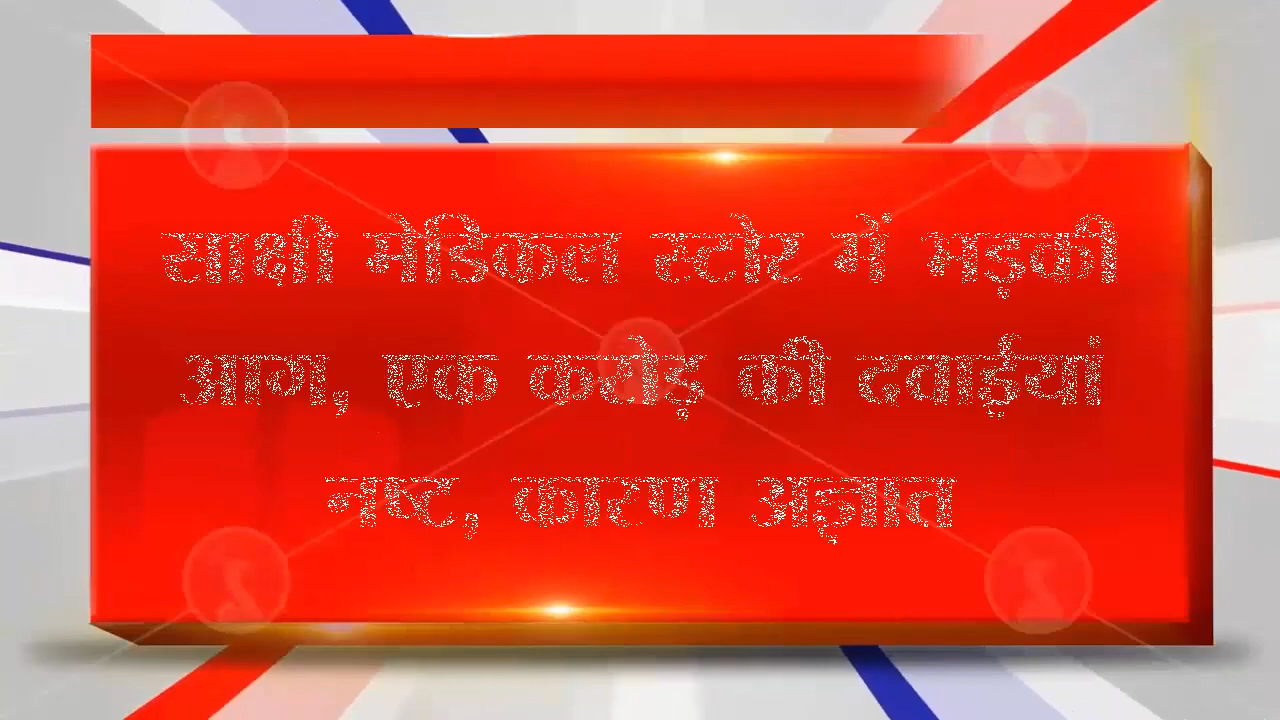 साक्षी मेडिकल स्टोर में भड़की
आग, एक करोड़ की दवाईयां
नष्ट, कारण अज्ञात